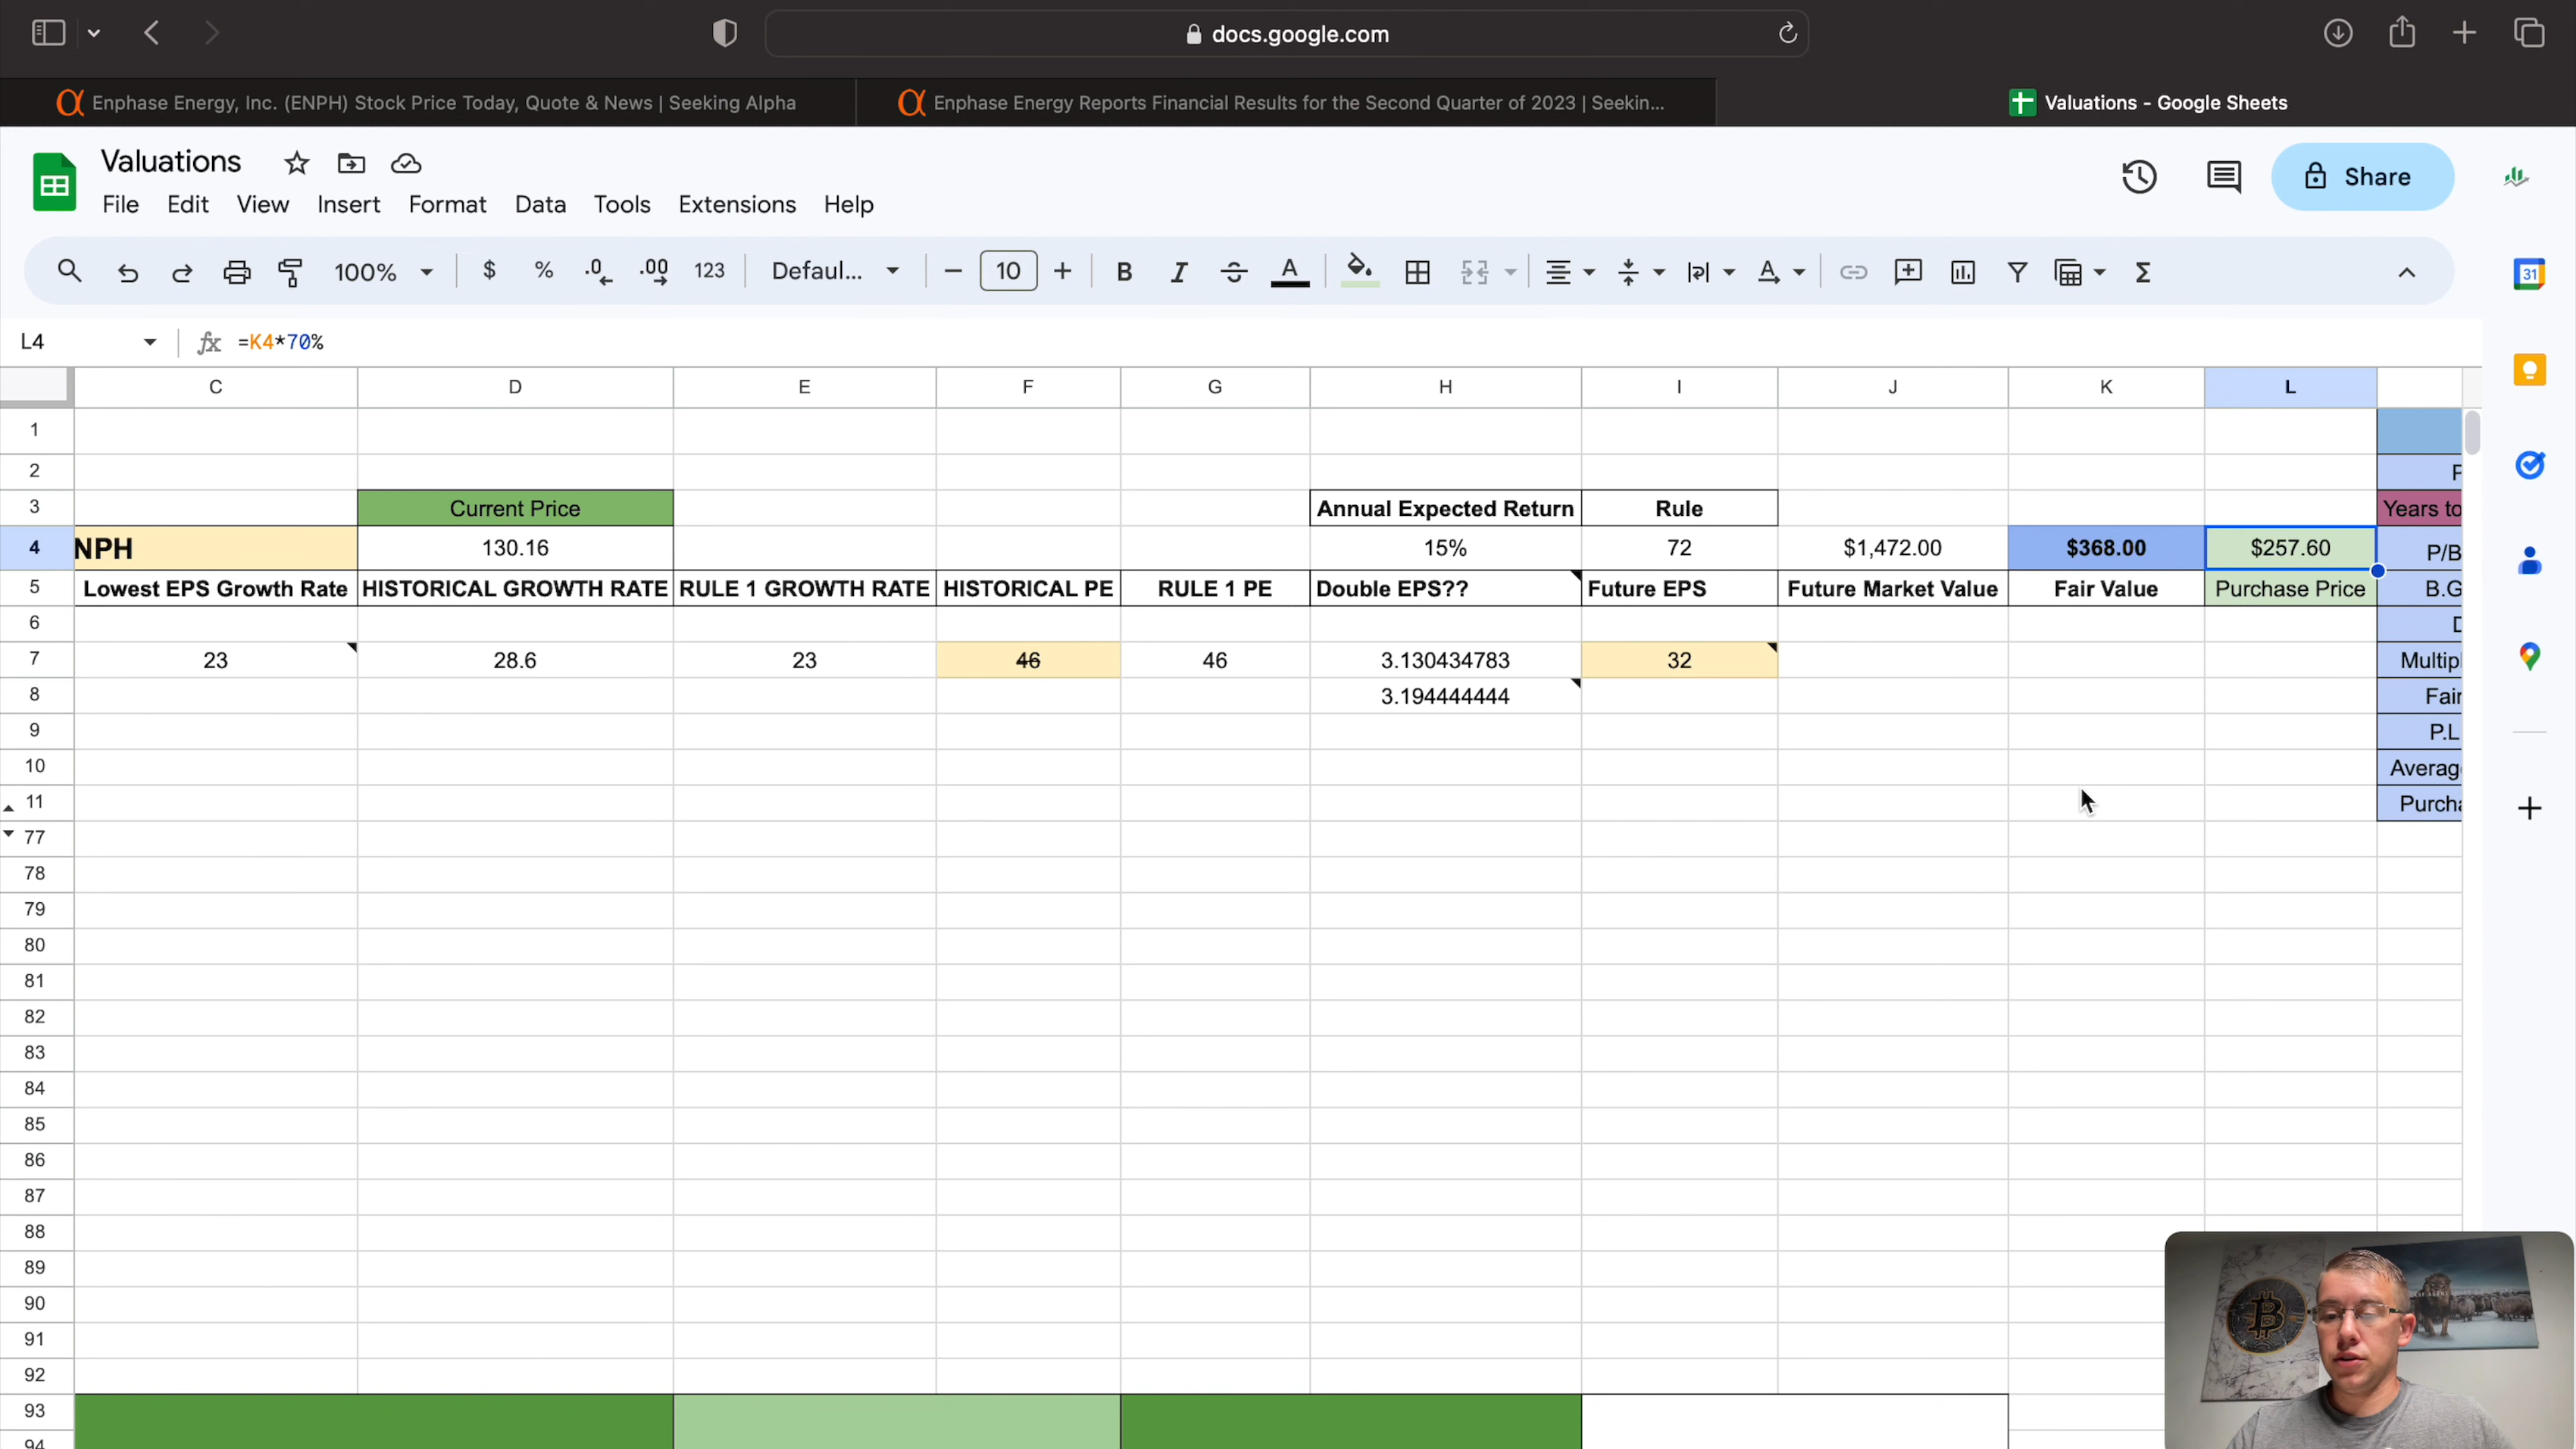 docs.google.com
Enphase Energy, Inc. (ENPH) Stock Price Today, Quote & News | Seeking Alpha
Enphase Energy Reports Financial Results for the Second Quarter of 2023 | Seekin...
Valuations - Google Sheets
Valuations
Share
File Edit View Insert Format Data Tools Extensions Help
100% $ % .0 .00 123 Defaul... 10 B I A
31
L4 fx =K4*70%
C D E F G H I J K L
1
2 P
3 Current Price Annual Expected Return Rule Years to
4 NPH 130.16 15% 72 $1,472.00 $368.00 $257.60 P/B
5 Lowest EPS Growth Rate HISTORICAL GROWTH RATE RULE 1 GROWTH RATE HISTORICAL PE RULE 1 PE Double EPS?? Future EPS Future Market Value Fair Value Purchase Price B.G
6
7 23 28.6 23 46 46 3.130434783 32 Multip
8 3.194444444 Fair
9 P.L
10 Averag
11 Purcha
77
78
79
80
81
82
83
84
85
86
87
88
89
90
91
92
93
94